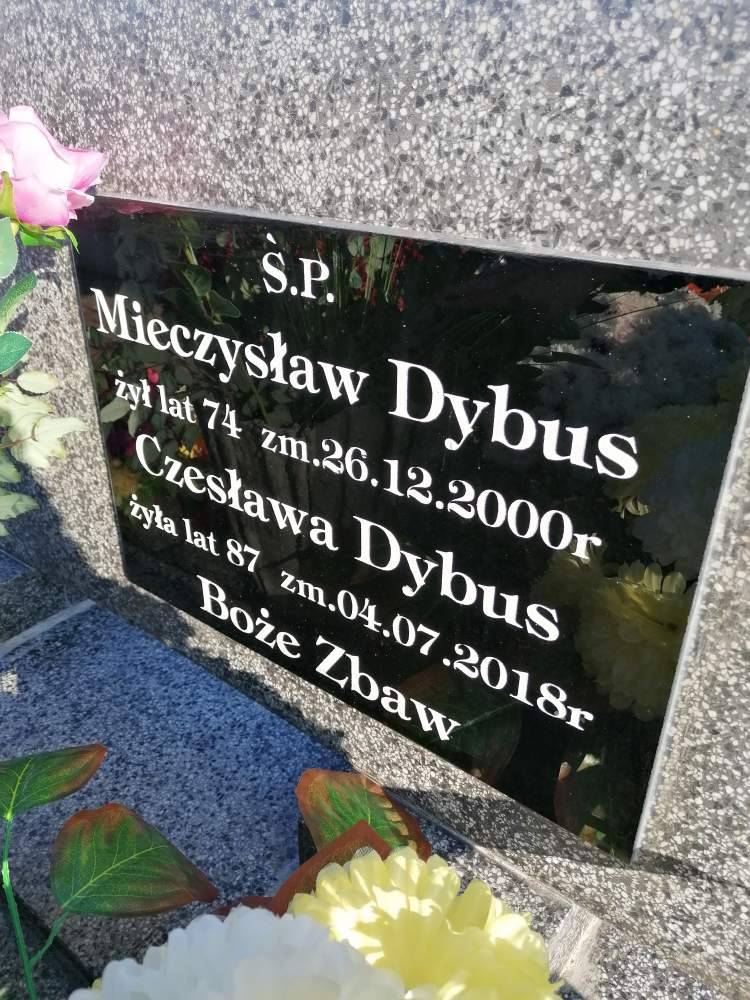 Ś.P.
Mieczysław Dybus
żył lat 74 zm.26.12.2000r
Czesława Dybus
żyła lat 87 zm.04.07.2018r
Boże Zbaw